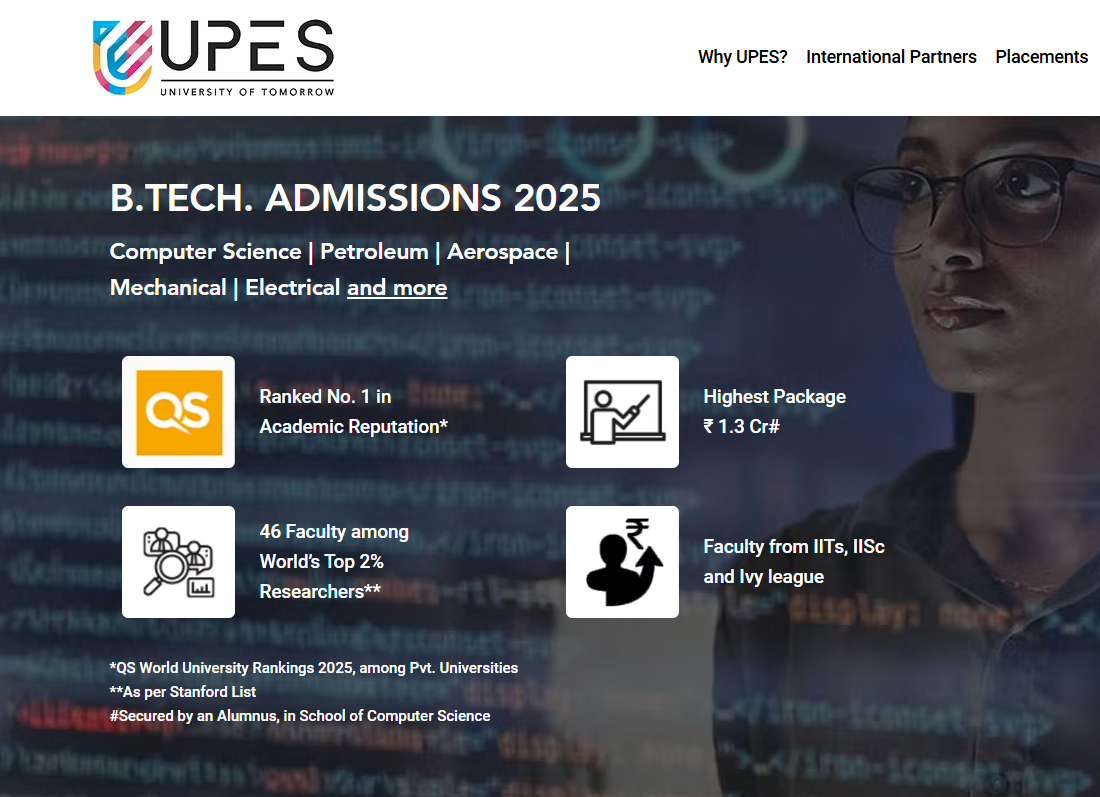 UPES
UNIVERSITY OF TOMORROW
Why UPES? International Partners Placements
B.TECH. ADMISSIONS 2025
Computer Science | Petroleum | Aerospace |
Mechanical | Electrical and more
QS
Ranked No. 1 in
Academic Reputation*
Highest Package
₹ 1.3 Cr#
46 Faculty among
World's Top 2%
Researchers**
₹
Faculty from IITs, IISc
and Ivy league
*QS World University Rankings 2025, among Pvt. Universities
**As per Stanford List
#Secured by an Alumnus, in School of Computer Science